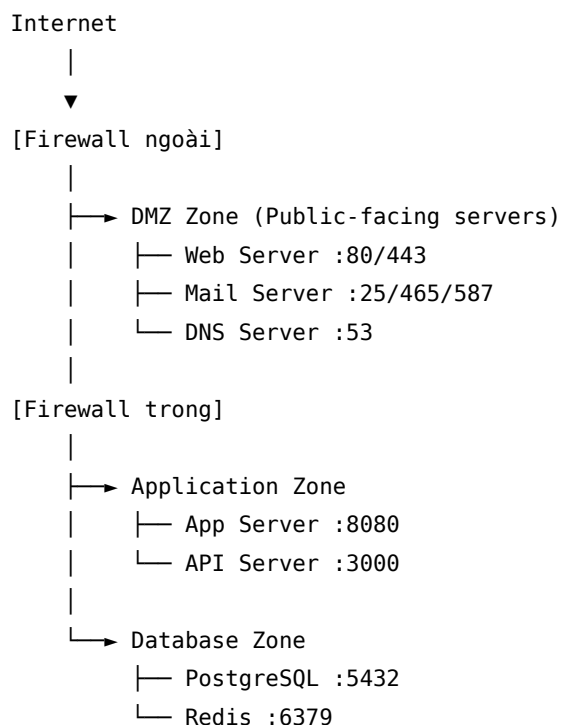 Internet
│
▼
[Firewall ngoài]
│
├──► DMZ Zone (Public-facing servers)
│ ├── Web Server :80/443
│ ├── Mail Server :25/465/587
│ └── DNS Server :53
│
[Firewall trong]
│
├──► Application Zone
│ ├── App Server :8080
│ └── API Server :3000
│
└──► Database Zone
├── PostgreSQL :5432
└── Redis :6379